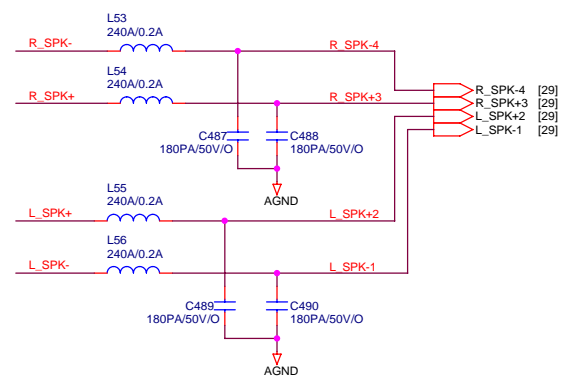 L53
240A/0.2A
R_SPK-
R_SPK-4
L54
240A/0.2A
R_SPK+
R_SPK+3
R_SPK-4 [29]
R_SPK+3 [29]
L_SPK+2 [29]
L_SPK-1 [29]
C487
180PA/50V/O
C488
180PA/50V/O
AGND
L55
240A/0.2A
L_SPK+
L_SPK+2
L56
240A/0.2A
L_SPK-
L_SPK-1
C489
180PA/50V/O
C490
180PA/50V/O
AGND